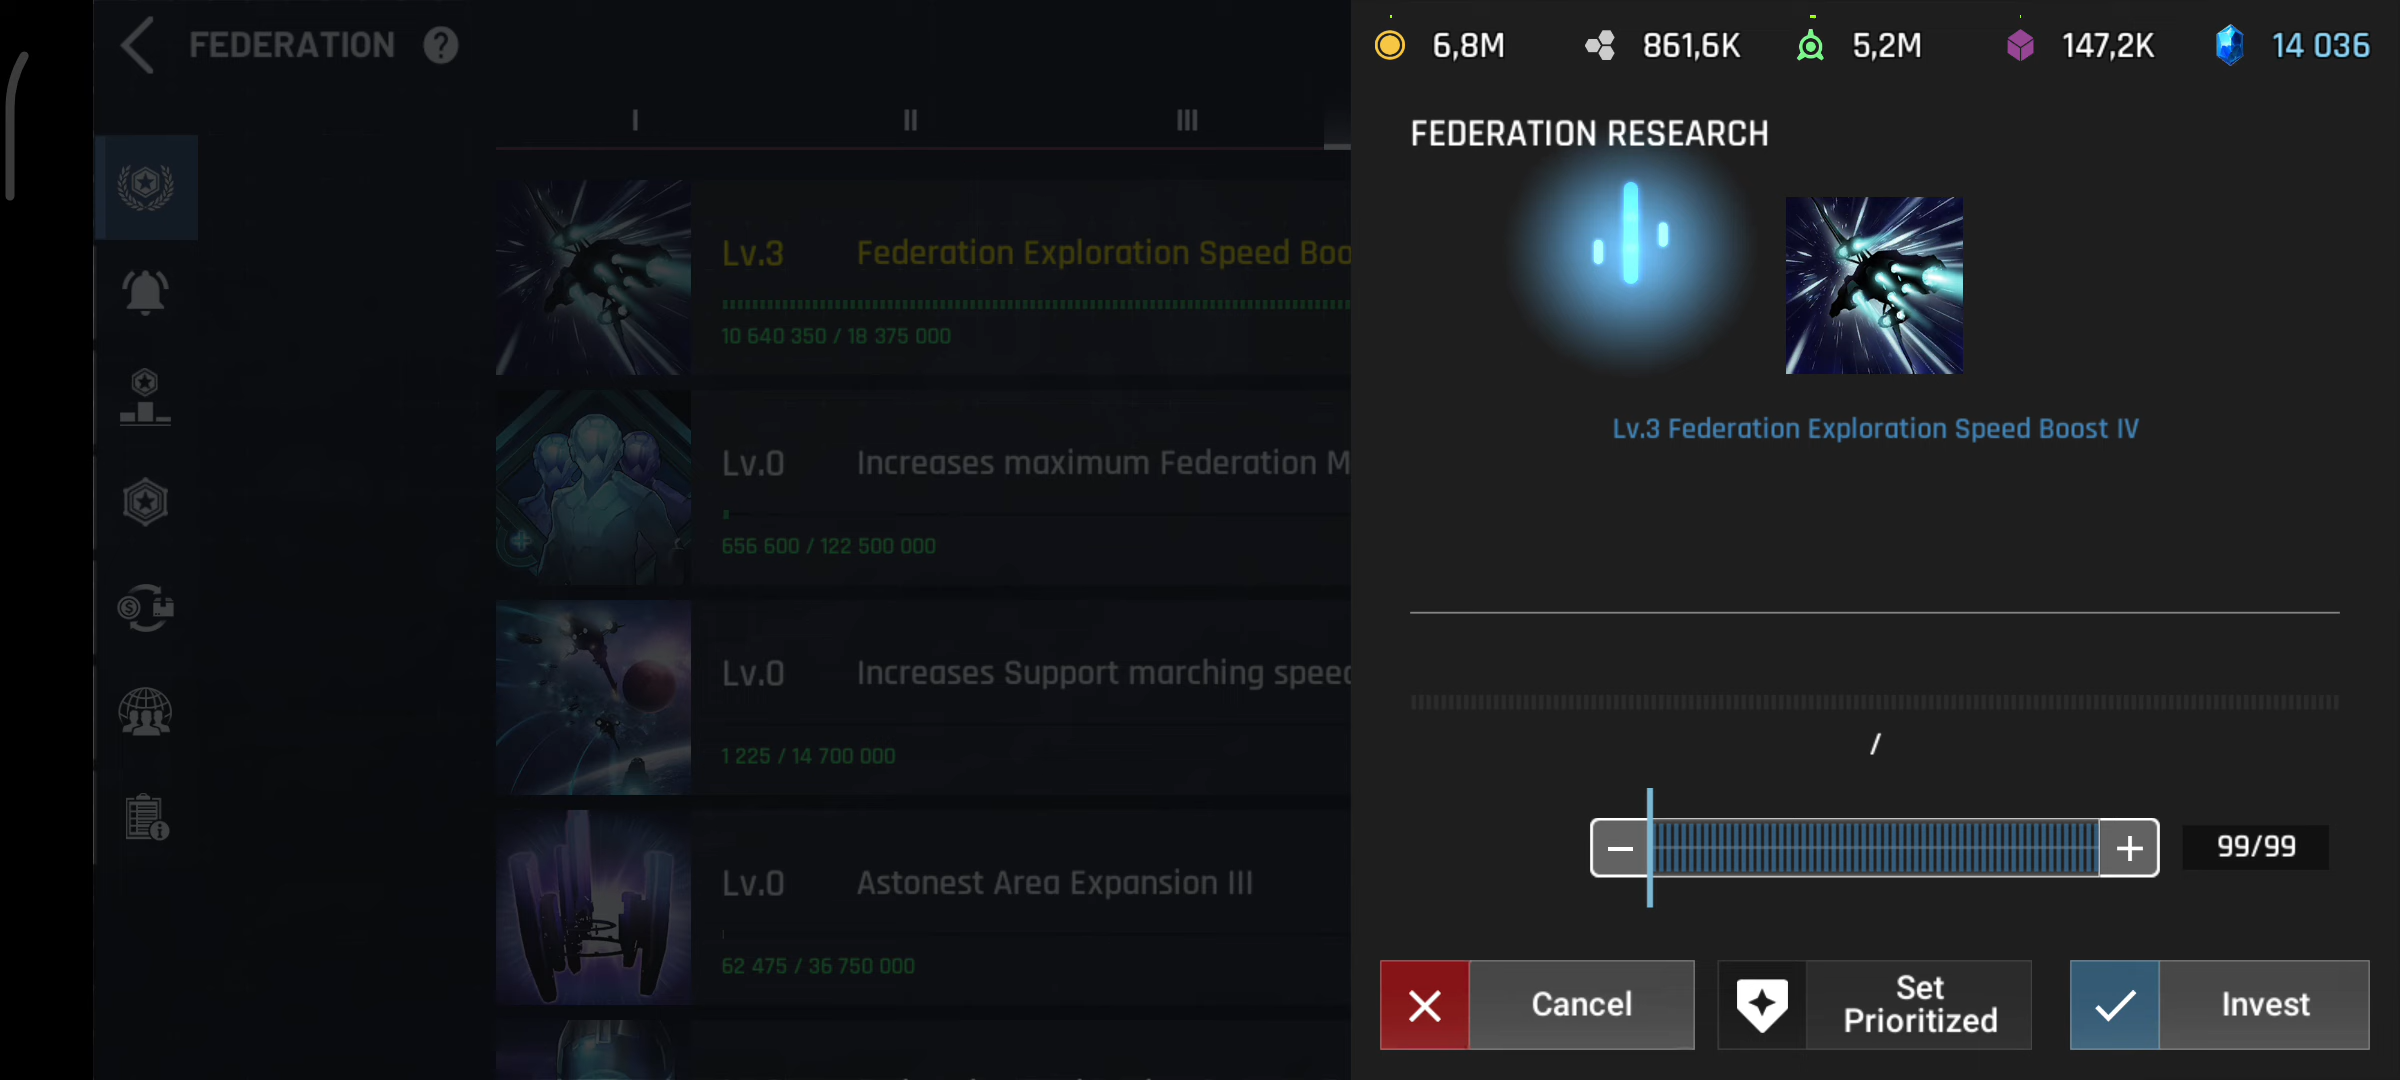 FEDERATION ?
I II III
Lv.3 Federation Exploration Speed Boo
10 640 350 / 18 375 000
Lv.0 Increases maximum Federation M
656 600 / 122 500 000
Lv.0 Increases Support marching speed
1 225 / 14 700 000
Lv.0 Astonest Area Expansion III
62 475 / 36 750 000
6,8M 861,6K 5,2M 147,2K 14 036
FEDERATION RESEARCH
Lv.3 Federation Exploration Speed Boost IV
/
99/99
Cancel
Set
Prioritized
Invest